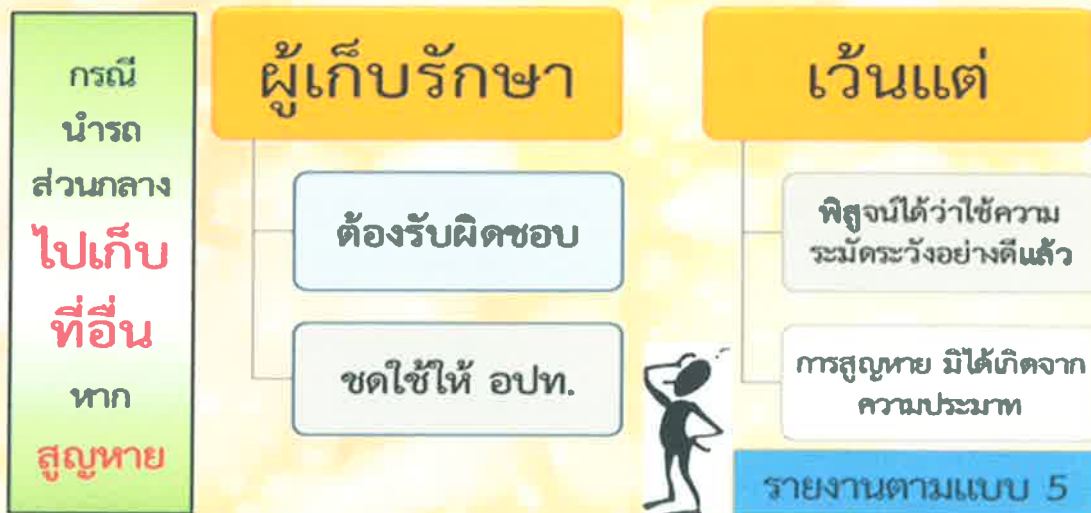 กรณี
นำรถ
ส่วนกลาง
ไปเก็บ
ที่อื่น
หาก
สูญหาย
ผู้เก็บรักษา
ต้องรับผิดชอบ
ชดใช้ให้ อปท.
เว้นแต่
พิสูจน์ได้ว่าใช้ความ
ระมัดระวังอย่างดีแล้ว
การสูญหาย มิได้เกิดจาก
ความประมาท
รายงานตามแบบ 5